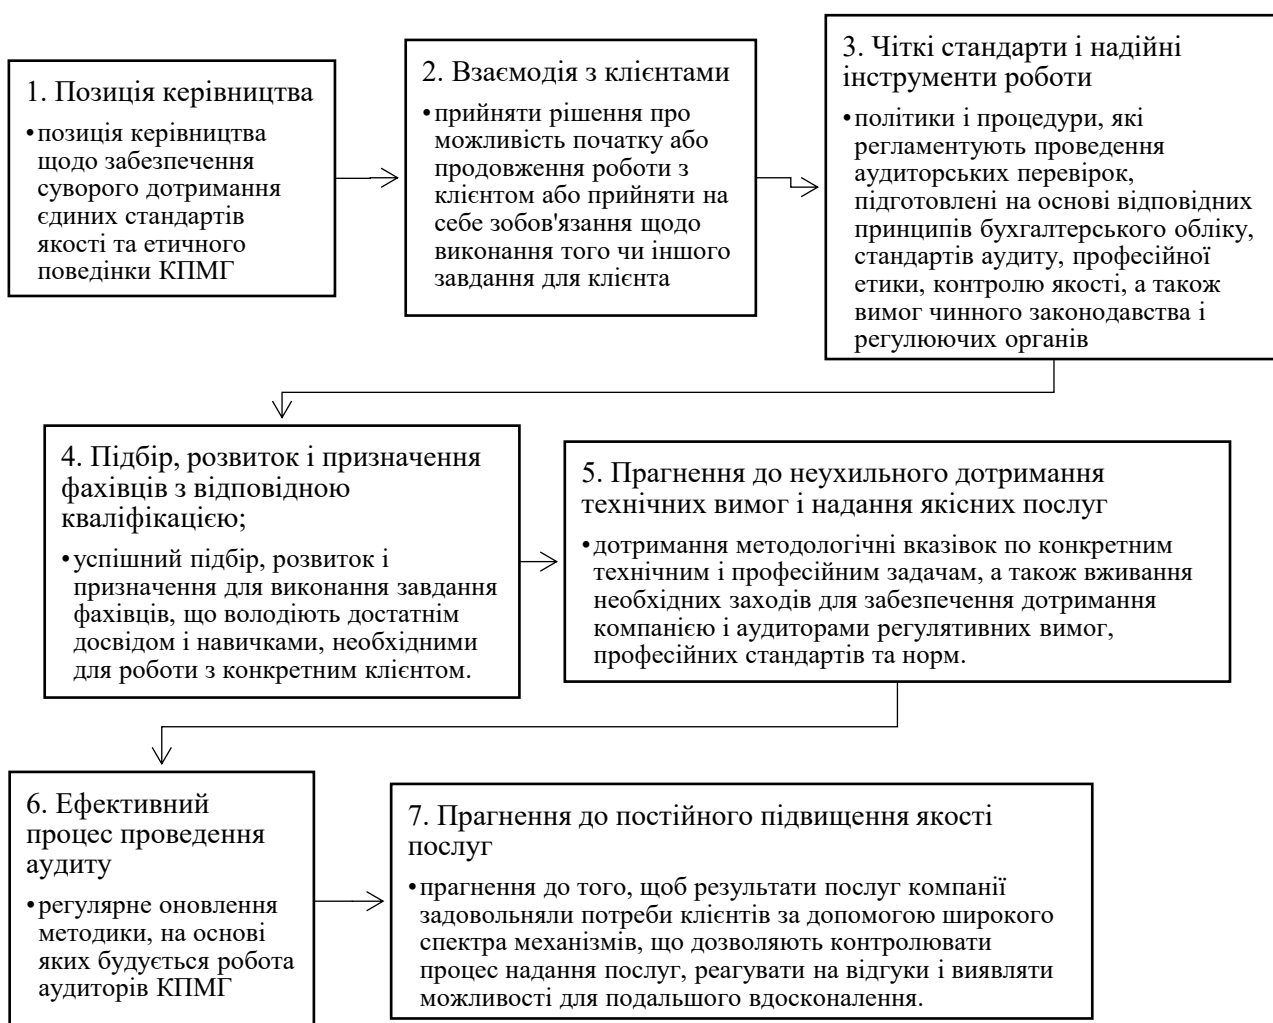 1. Позиція керівництва
•позиція керівництва
щодо забезпечення
суворого дотримання
єдиних стандартів
якості та етичного
поведінки КПМГ
2. Взаємодія з клієнтами
•прийняти рішення про
можливість початку або
продовження роботи з
клієнтом або прийняти на
себе зобов'язання щодо
виконання того чи іншого
завдання для клієнта
3. Чіткі стандарти і надійні
інструменти роботи
•політики і процедури, які
регламентують проведення
аудиторських перевірок,
підготовлені на основі відповідних
принципів бухгалтерського обліку,
стандартів аудиту, професійної
етики, контролю якості, а також
вимог чинного законодавства і
регулюючих органів
4. Підбір, розвиток і призначення
фахівців з відповідною
кваліфікацією;
•успішний підбір, розвиток і
призначення для виконання завдання
фахівців, що володіють достатнім
досвідом і навичками, необхідними
для роботи з конкретним клієнтом.
5. Прагнення до неухильного дотримання
технічних вимог і надання якісних послуг
•дотримання методологічні вказівок по конкретним
технічним і професійним задачам, а також вживання
необхідних заходів для забезпечення дотримання
компанією і аудиторами регулятивних вимог,
професійних стандартів та норм.
6. Ефективний
процес проведення
аудиту
•регулярне оновлення
методики, на основі
яких будується робота
аудиторів КПМГ
7. Прагнення до постійного підвищення якості
послуг
•прагнення до того, щоб результати послуг компанії
задовольняли потреби клієнтів за допомогою широкого
спектра механізмів, що дозволяють контролювати
процес надання послуг, реагувати на відгуки і виявляти
можливості для подальшого вдосконалення.